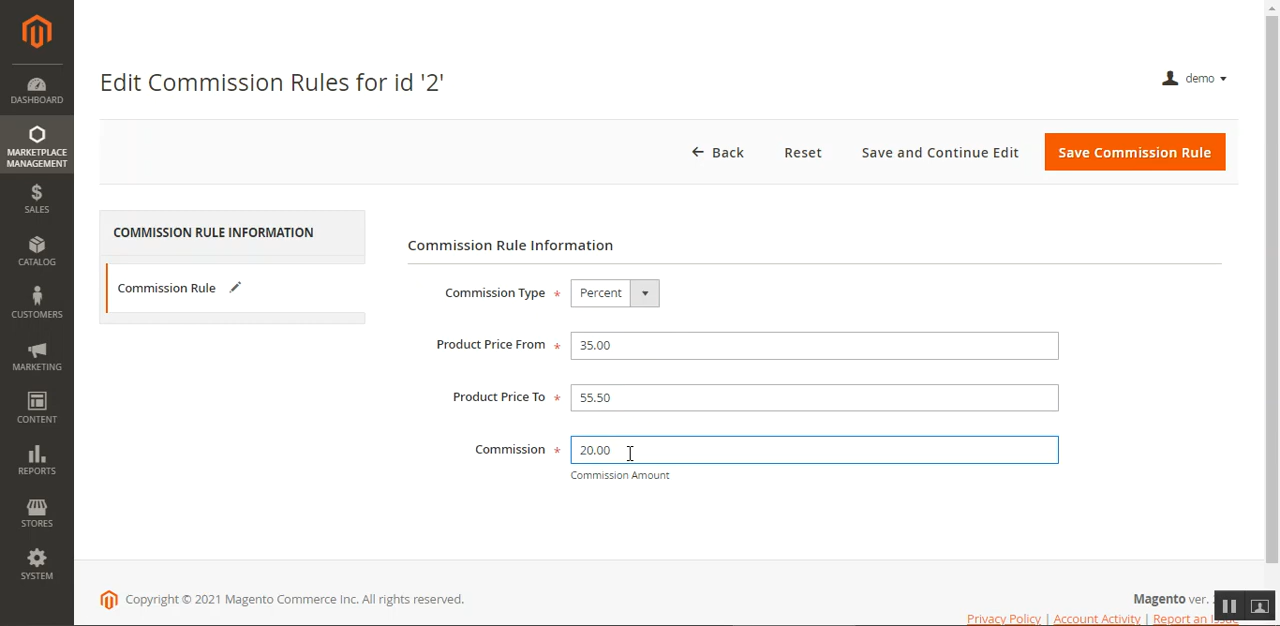 Edit Commission Rules for id '2'
demo
DASHBOARD
MARKETPLACE
MANAGEMENT
SALES
CATALOG
CUSTOMERS
MARKETING
CONTENT
REPORTS
STORES
SYSTEM
← Back
Reset
Save and Continue Edit
Save Commission Rule
COMMISSION RULE INFORMATION
Commission Rule
Commission Rule Information
Commission Type * Percent
Product Price From * 35.00
Product Price To * 55.50
Commission * 20.00
Commission Amount
Copyright © 2021 Magento Commerce Inc. All rights reserved.
Magento ver.
Privacy Policy | Account Activity | Report an Issue